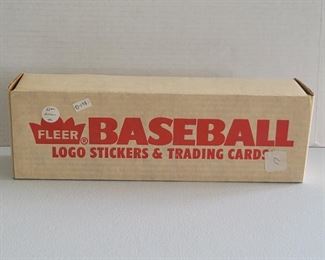 FLEER® BASEBALL
LOGO STICKERS & TRADING CARDS